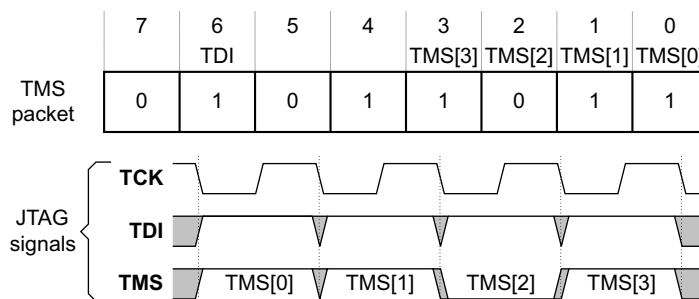 7 6 5 4 3 2 1 0
TDI TMS[3] TMS[2] TMS[1] TMS[0]
TMS packet 0 1 0 1 1 0 1 1
TCK
JTAG signals
TDI
TMS TMS[0] TMS[1] TMS[2] TMS[3]